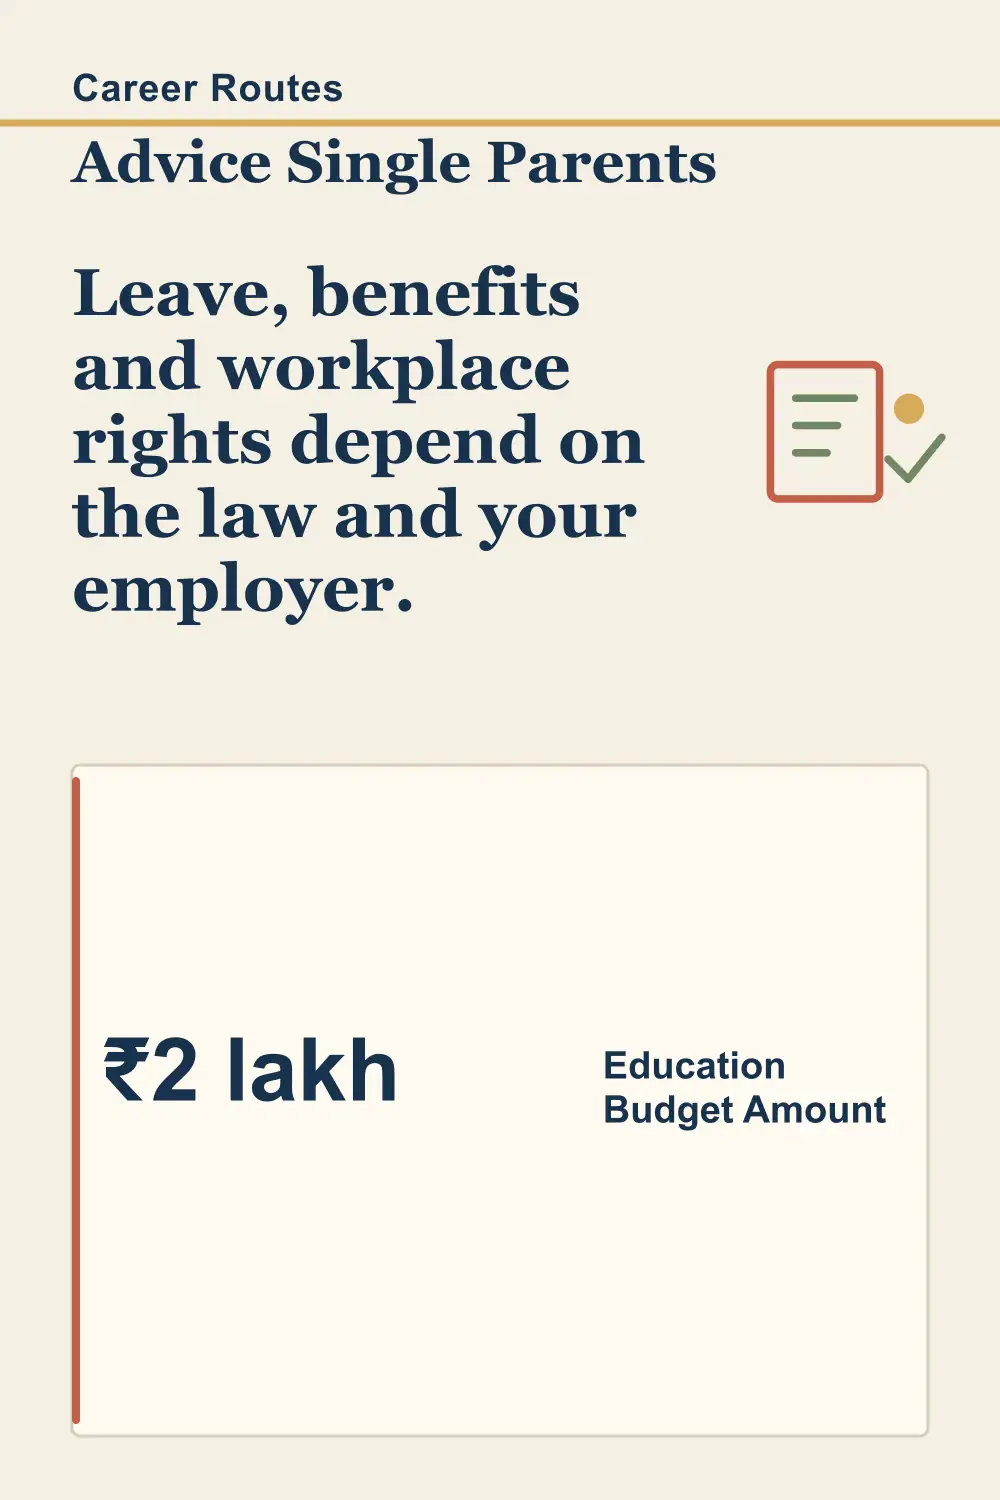 Career Routes
Advice Single Parents
Leave, benefits
and workplace
rights depend on
the law and your
employer.
₹2 lakh
Education
Budget Amount